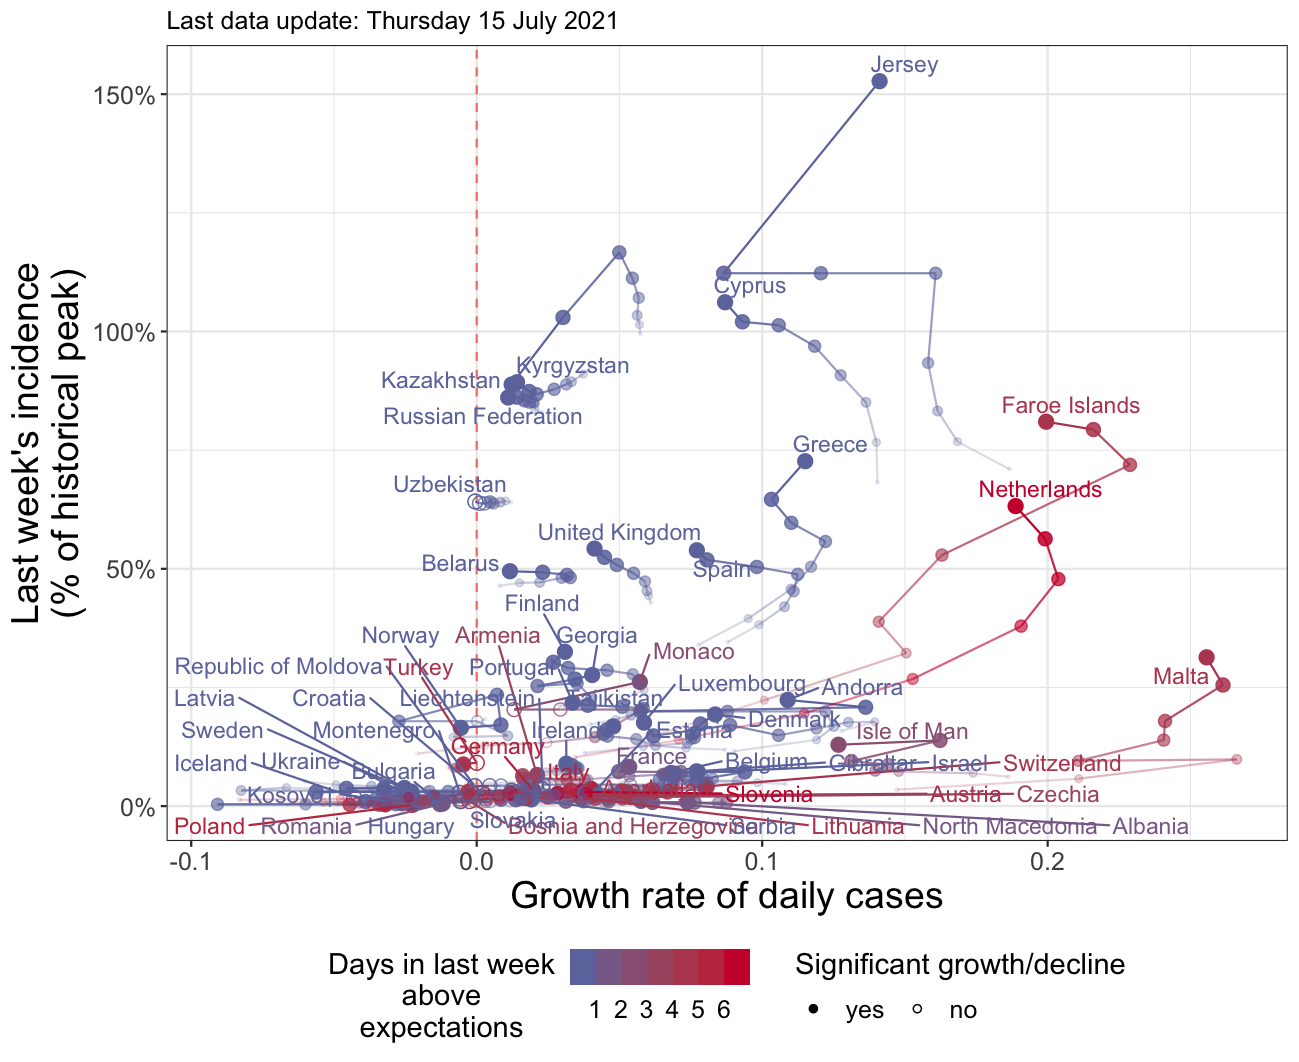 Last data update: Thursday 15 July 2021
Last week's incidence
(% of historical peak)
150%
100%
50%
0%
Jersey
Cyprus
Kyrgyzstan
Kazakhstan
Russian Federation
Faroe Islands
Greece
Uzbekistan
Netherlands
United Kingdom
Belarus
Spain
Finland
Norway
Armenia
Georgia
Monaco
Republic of Moldova
Turkey
Portugal
Malta
Luxembourg
Andorra
Latvia
Croatia
Liechtenstein
Denmark
Sweden
Montenegro
Ireland
Estonia
Isle of Man
Germany
France
Iceland
Ukraine
Bulgaria
Italy
Belgium
Gibraltar
Israel
Switzerland
Kosovo
Slovenia
Austria
Czechia
Poland
Romania
Hungary
Slovakia
Bosnia and Herzegovina
Serbia
Lithuania
North Macedonia
Albania
-0.1
0.0
0.1
0.2
Growth rate of daily cases
Days in last week
above
expectations
1 2 3 4 5 6
Significant growth/decline
yes
no